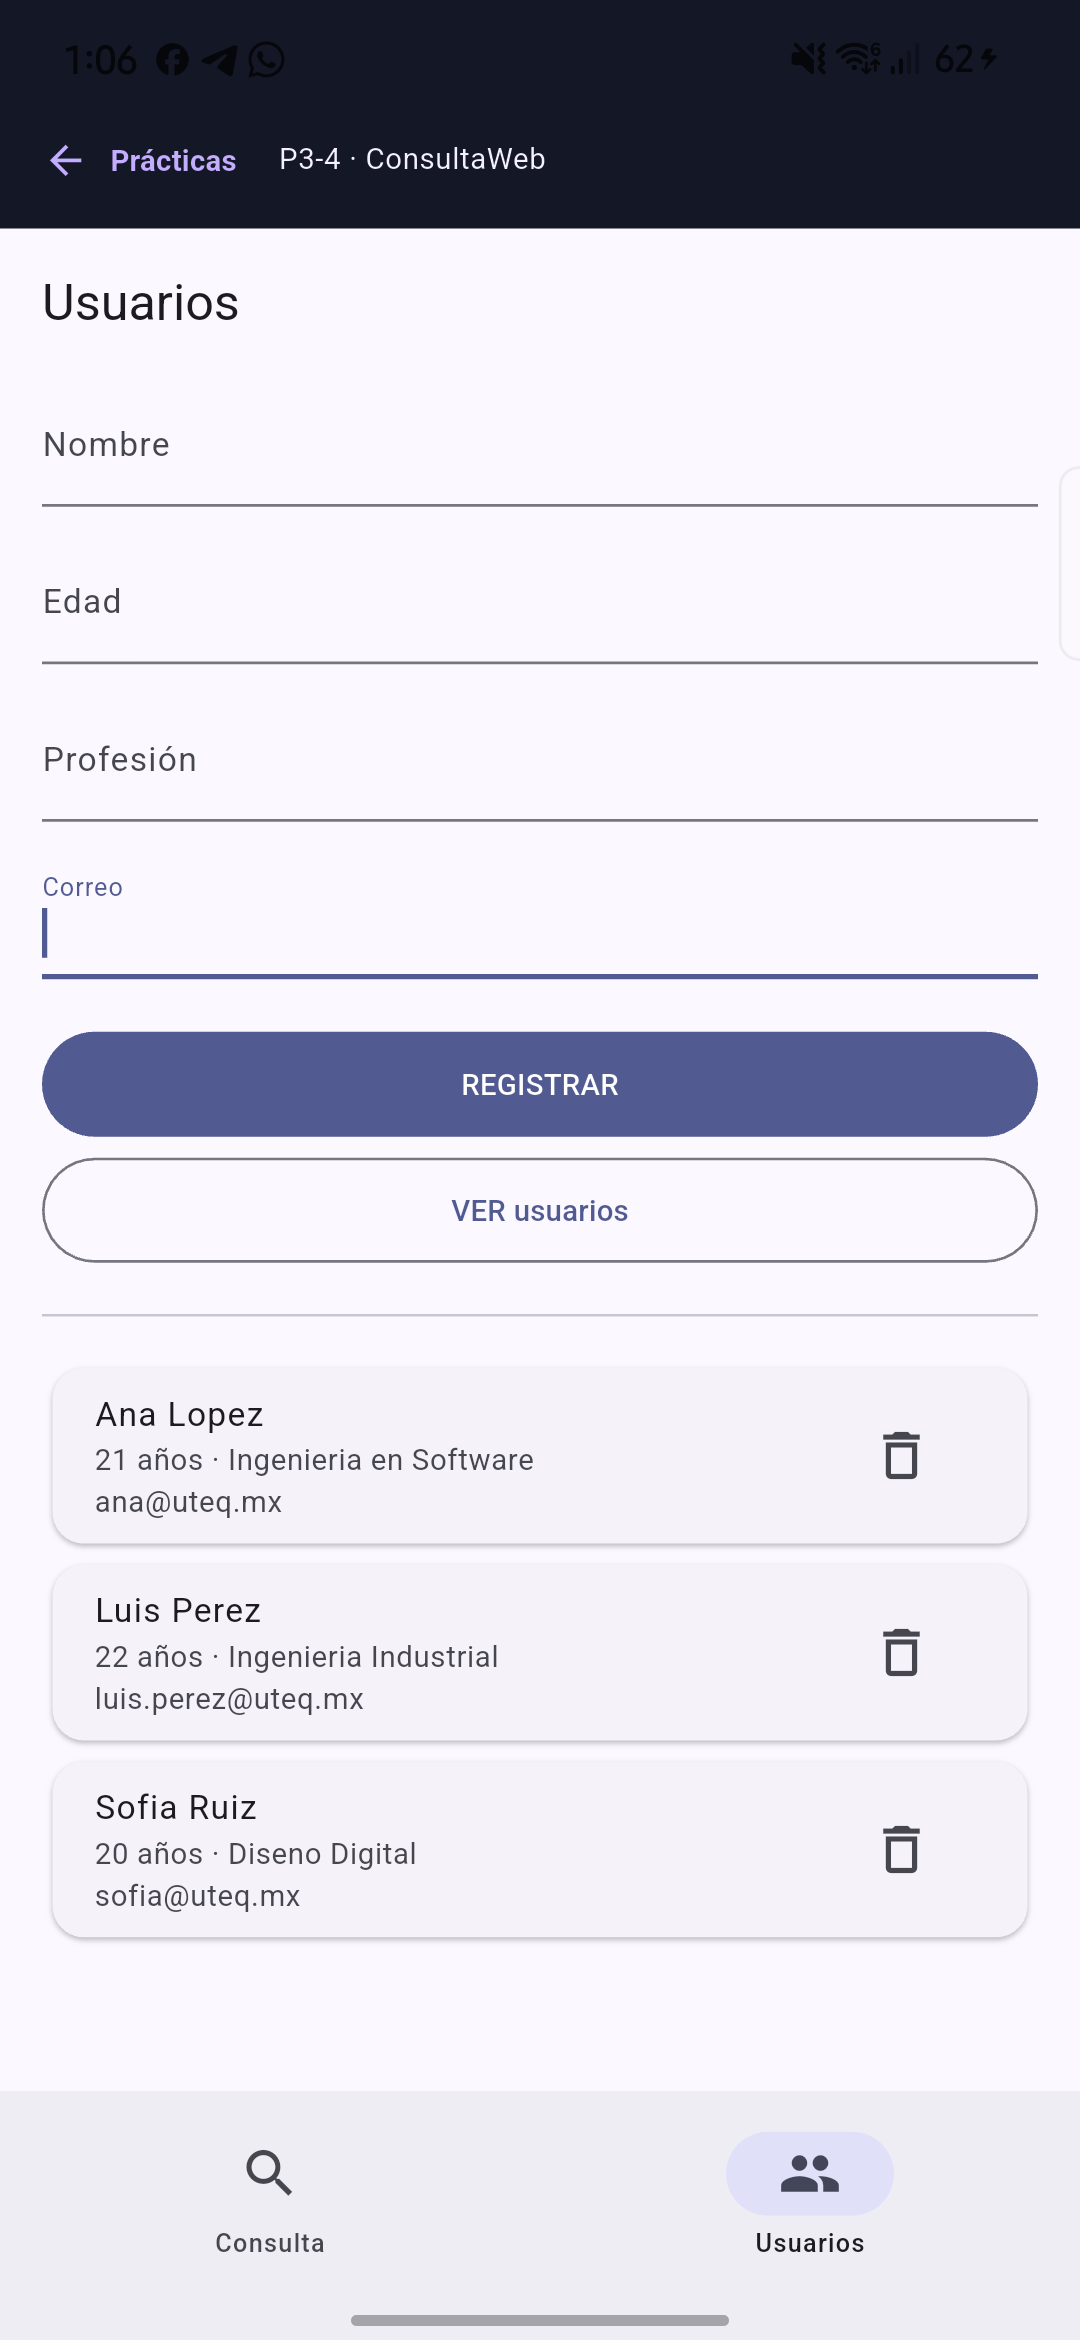 1:06
6
62
Prácticas
P3-4 · ConsultaWeb
Usuarios
Nombre
Edad
Profesión
Correo
REGISTRAR
VER usuarios
Ana Lopez
21 años · Ingenieria en Software
ana@uteq.mx
Luis Perez
22 años · Ingenieria Industrial
luis.perez@uteq.mx
Sofia Ruiz
20 años · Diseno Digital
sofia@uteq.mx
Consulta
Usuarios